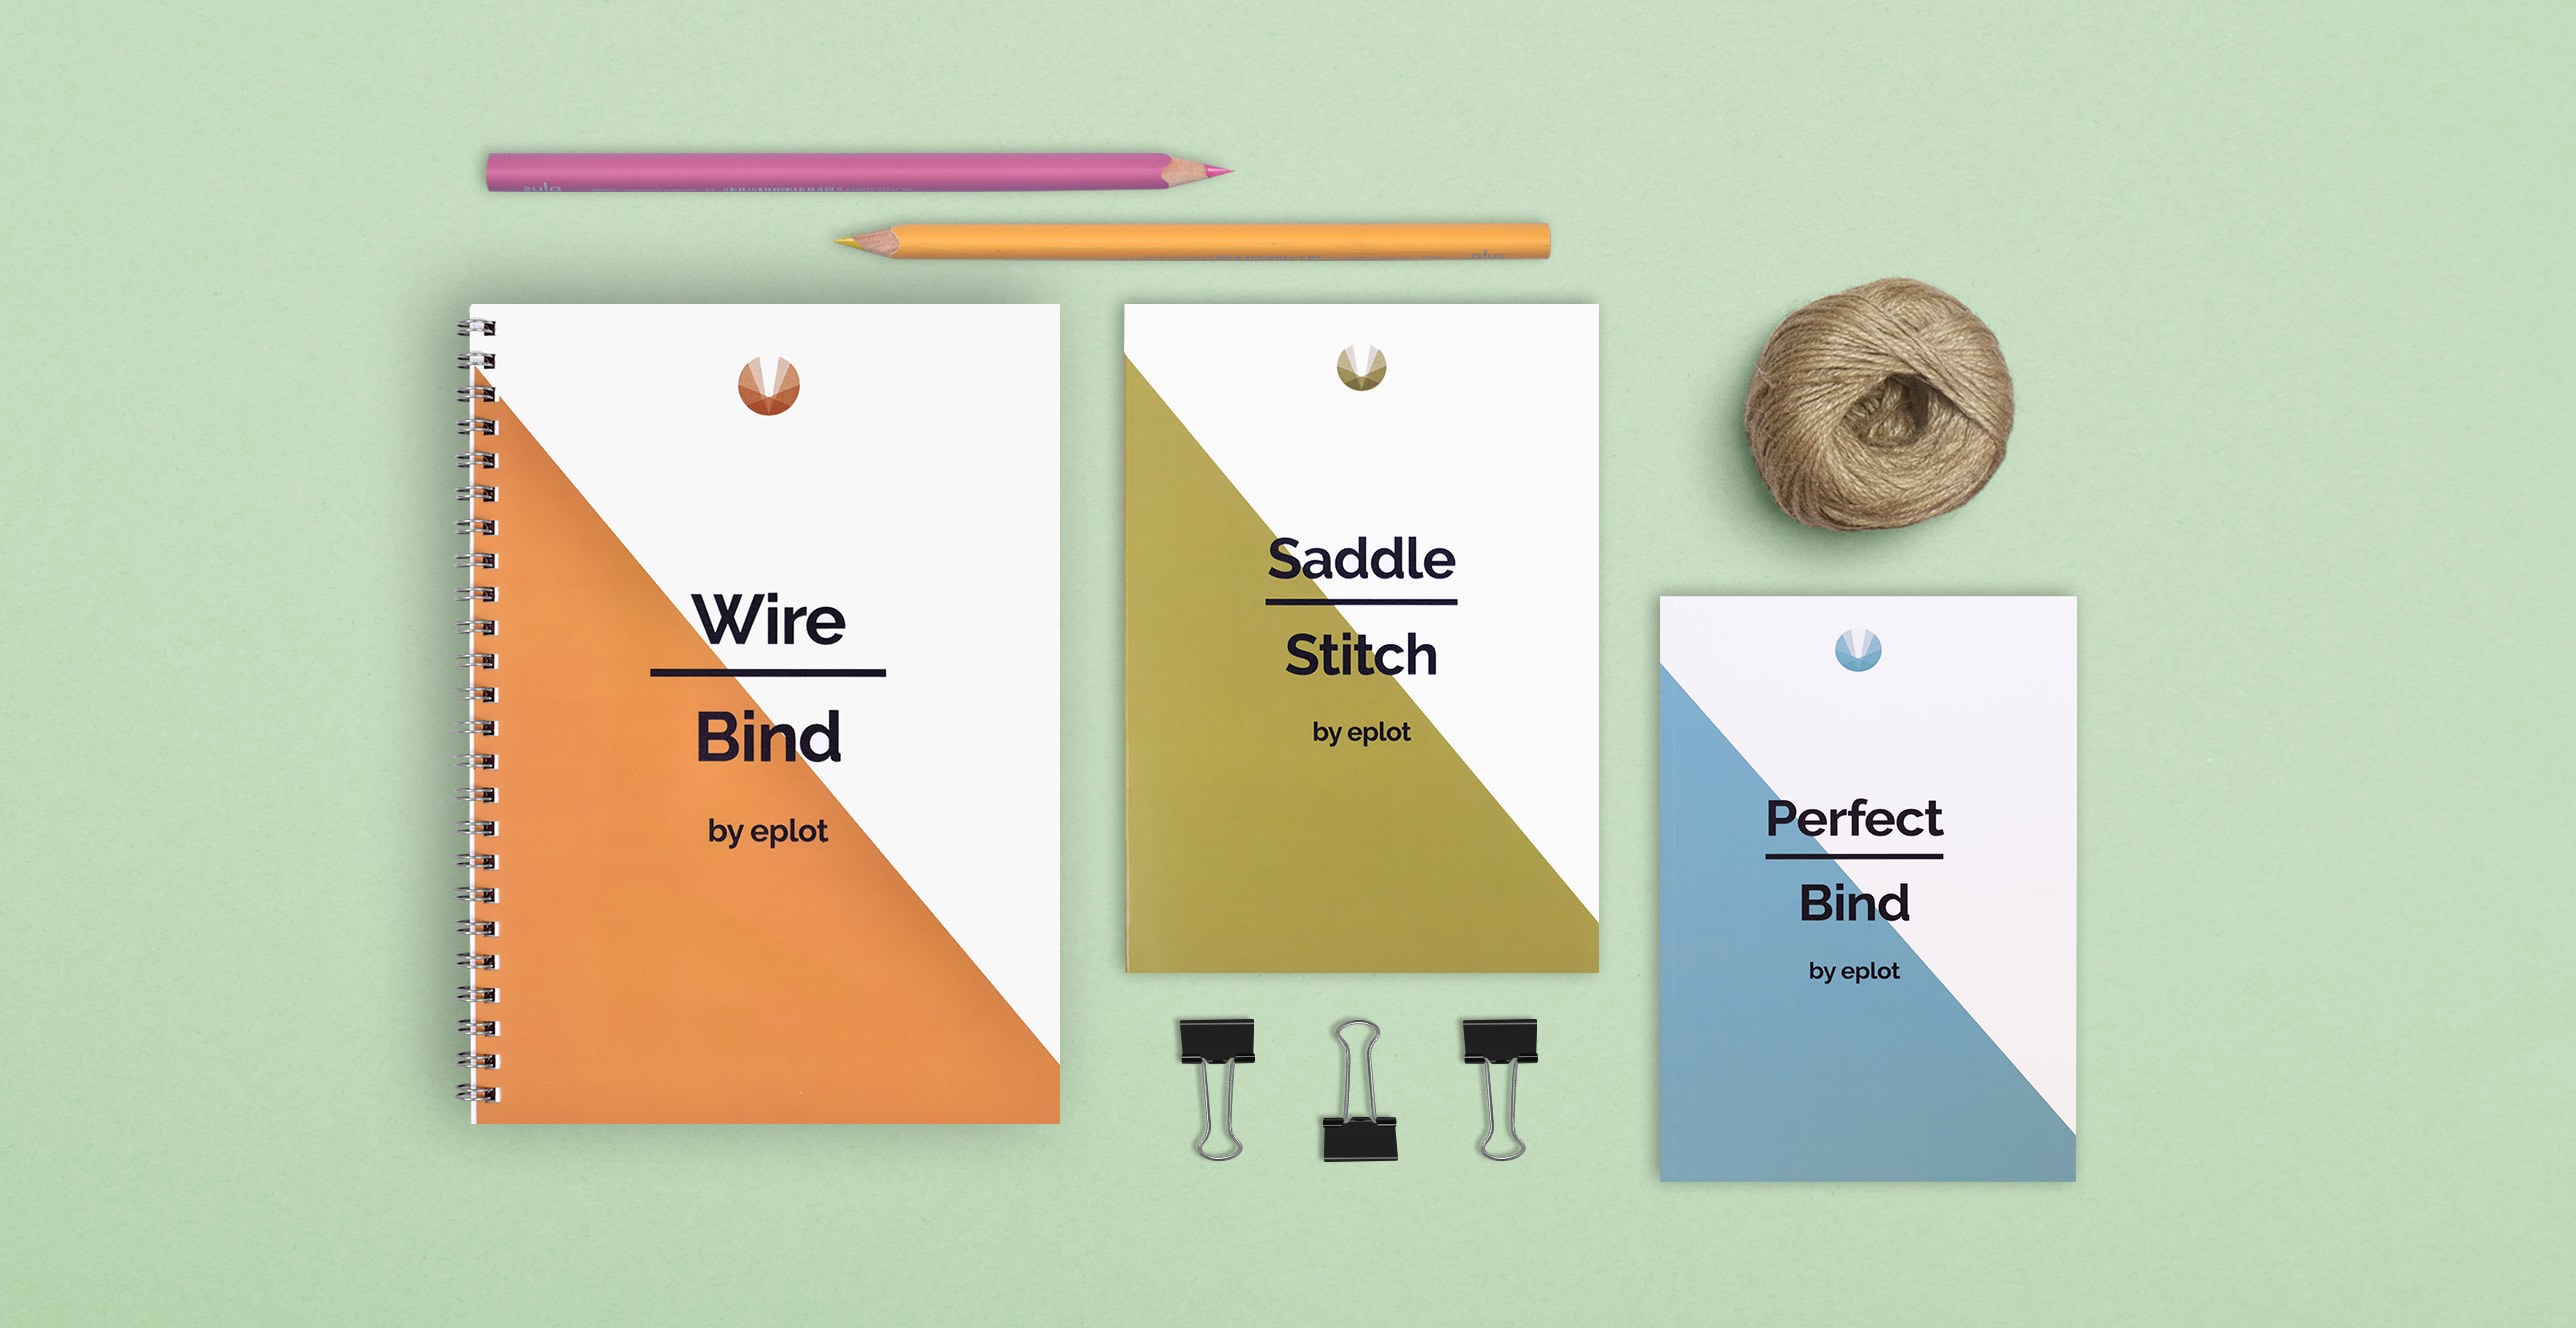 Wire
Bind
by eplot
Saddle
Stitch
by eplot
Perfect
Bind
by eplot